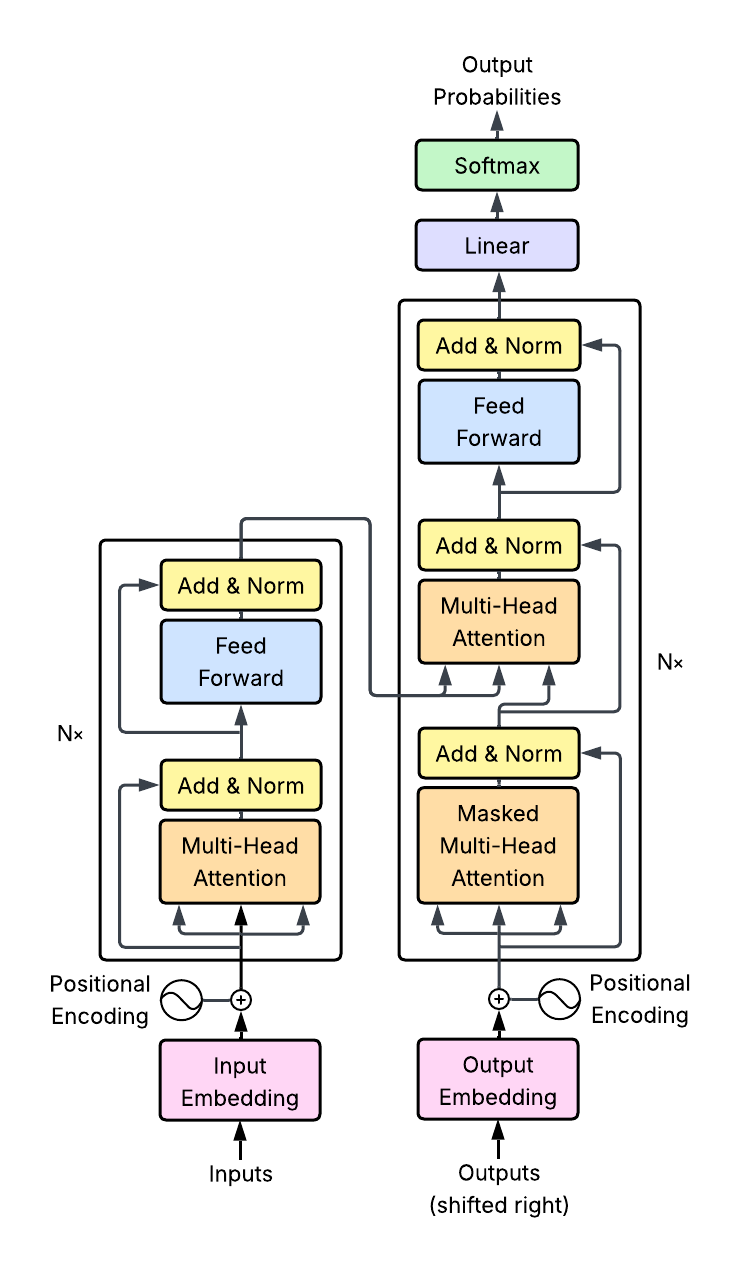 Output
Probabilities
Softmax
Linear
Add & Norm
Feed
Forward
Add & Norm
Multi-Head
Attention
Add & Norm
Masked
Multi-Head
Attention
N×
Add & Norm
Feed
Forward
Add & Norm
Multi-Head
Attention
N×
Positional
Encoding
+
+
Positional
Encoding
Input
Embedding
Output
Embedding
Inputs
Outputs
(shifted right)